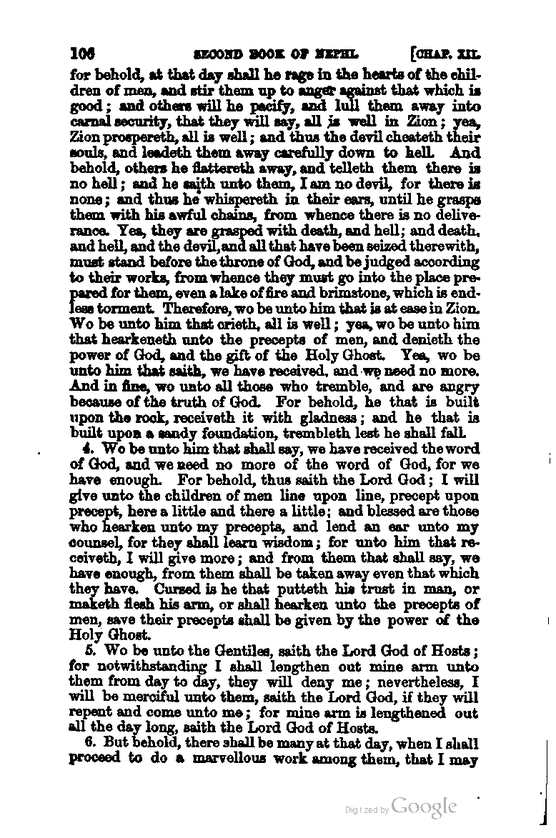 106 SECOND BOOK OF NEPHI. [CHAP. XII.
for behold, at that day shall he rage in the hearts of the chil-
dren of men, and stir them up to anger against that which is
good; and others will he pacify, and lull them away into
carnal security, that they will say, all is well in Zion; yea,
Zion prospereth, all is well; and thus the devil cheateth their
souls, and leadeth them away carefully down to hell. And
behold, others he flattereth away, and telleth them there is
no hell; and he saith unto them, I am no devil, for there is
none; and thus he whispereth in their ears, until he grasps
them with his awful chains, from whence there is no delive-
rance. Yea, they are grasped with death, and hell; and death,
and hell, and the devil, and all that have been seized therewith,
must stand before the throne of God, and be judged according
to their works, from whence they must go into the place pre-
pared for them, even a lake of fire and brimstone, which is end-
less torment. Therefore, wo be unto him that is at ease in Zion.
Wo be unto him that crieth, all is well; yea, wo be unto him
that hearkeneth unto the precepts of men, and denieth the
power of God, and the gift of the Holy Ghost. Yea, wo be
unto him that saith, we have received, and we need no more.
And in fine, wo unto all those who tremble, and are angry
because of the truth of God. For behold, he that is built
upon the rock, receiveth it with gladness; and he that is
built upon a sandy foundation, trembleth lest he shall fall.
4. Wo be unto him that shall say, we have received the word
of God, and we need no more of the word of God, for we
have enough. For behold, thus saith the Lord God; I will
give unto the children of men line upon line, precept upon
precept, here a little and there a little; and blessed are those
who hearken unto my precepts, and lend an ear unto my
counsel, for they shall learn wisdom; for unto him that re-
ceiveth, I will give more; and from them that shall say, we
have enough, from them shall be taken away even that which
they have. Cursed is he that putteth his trust in man, or
maketh flesh his arm, or shall hearken unto the precepts of
men, save their precepts shall be given by the power of the
Holy Ghost.
5. Wo be unto the Gentiles, saith the Lord God of Hosts;
for notwithstanding I shall lengthen out mine arm unto
them from day to day, they will deny me; nevertheless, I
will be merciful unto them, saith the Lord God, if they will
repent and come unto me; for mine arm is lengthened out
all the day long, saith the Lord God of Hosts.
6. But behold, there shall be many at that day, when I shall
proceed to do a marvellous work among them, that I may
Digitized by Google